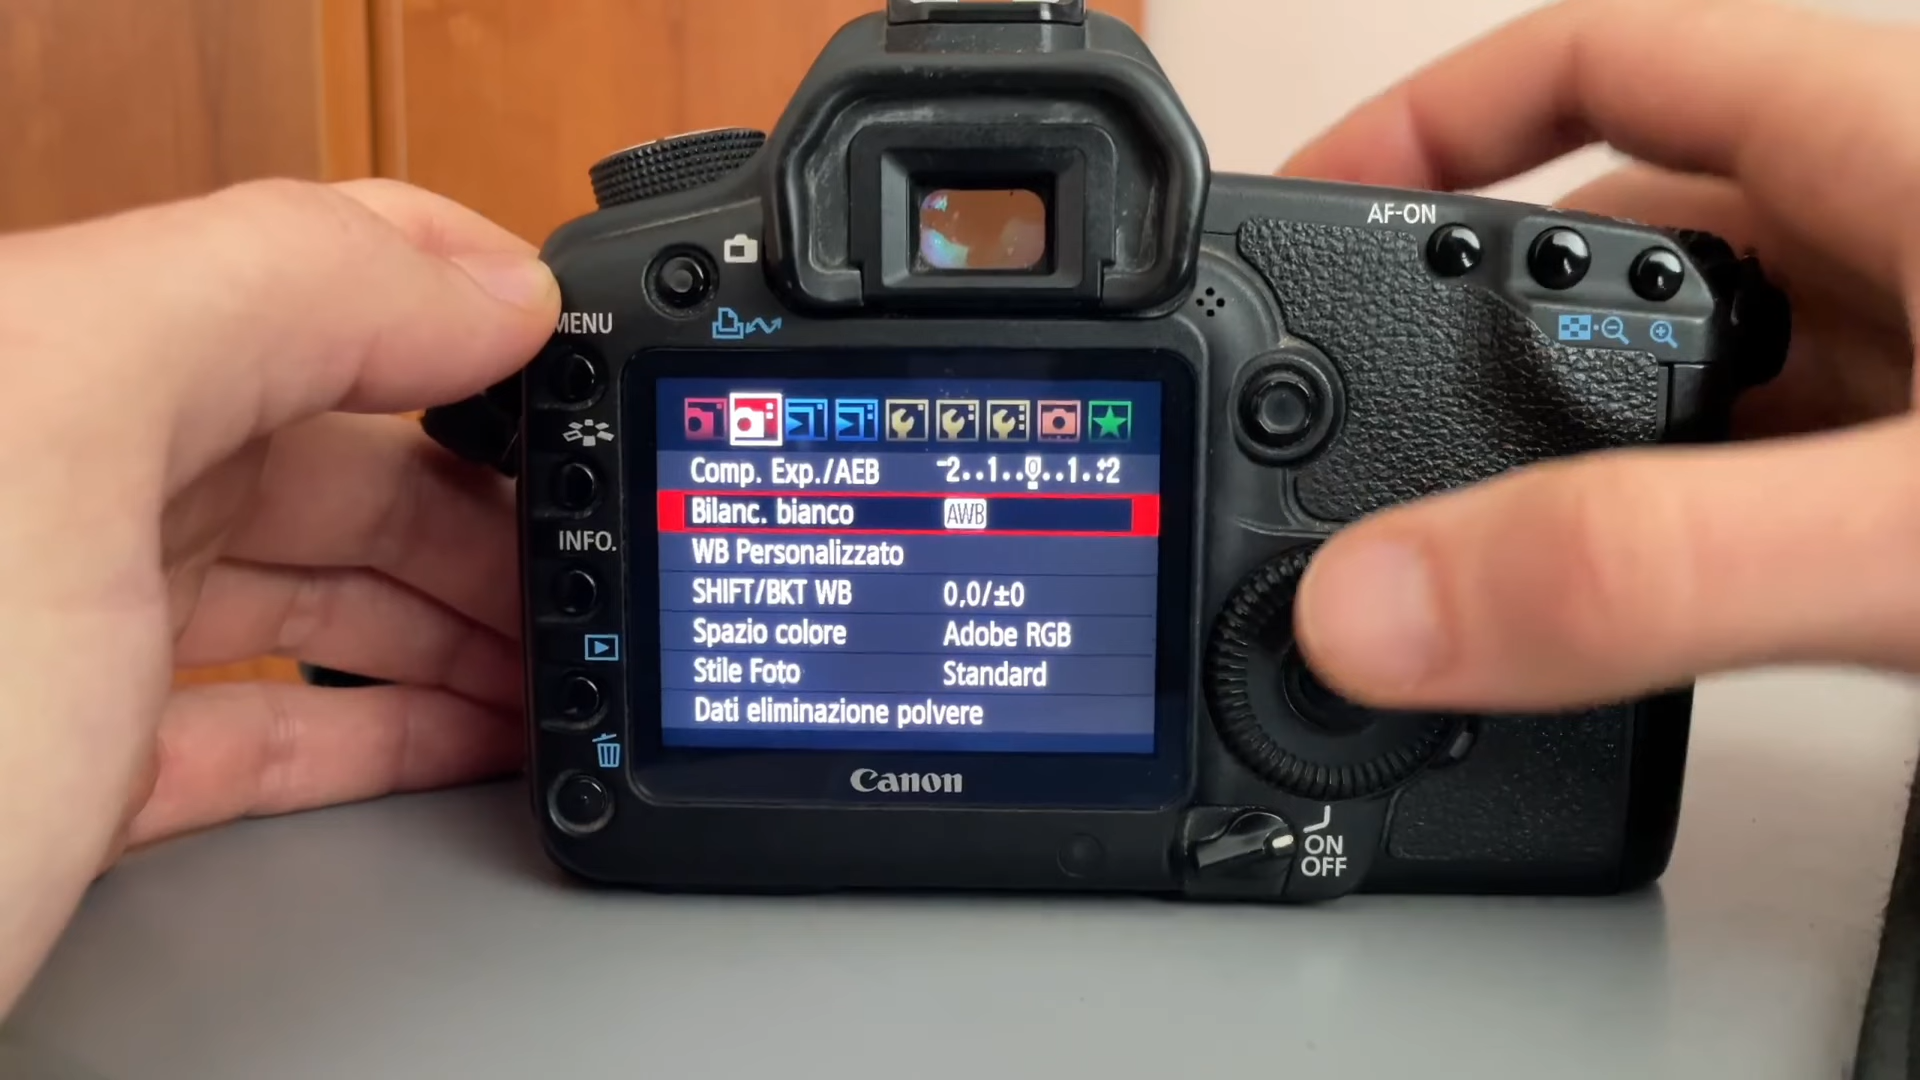 AF-ON
MENU
Comp. Exp./AEB -2..1..0..1.:+2
Bilanc. bianco AWB
INFO.
WB Personalizzato
SHIFT/BKT WB 0,0/±0
Spazio colore Adobe RGB
Stile Foto Standard
Dati eliminazione polvere
Canon
ON
OFF